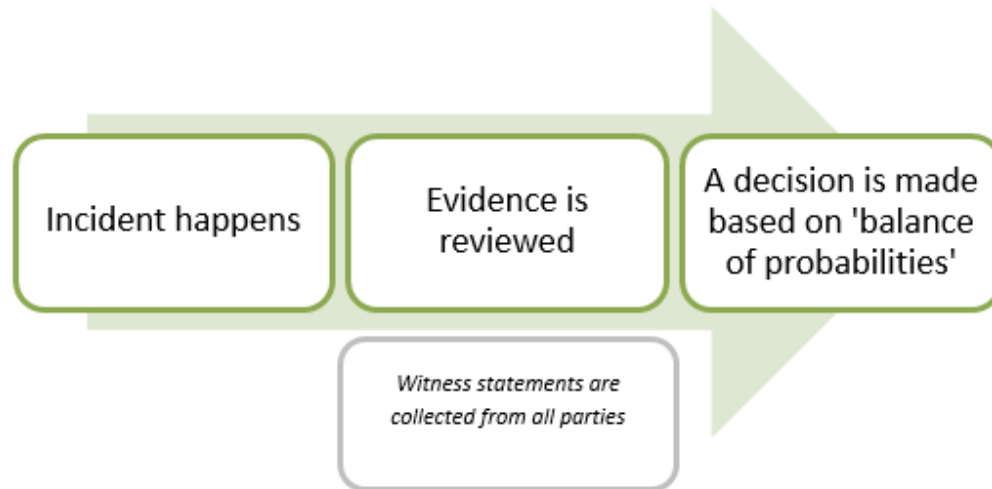 Incident happens
Evidence is
reviewed
A decision is made
based on 'balance
of probabilities'
Witness statements are
collected from all parties